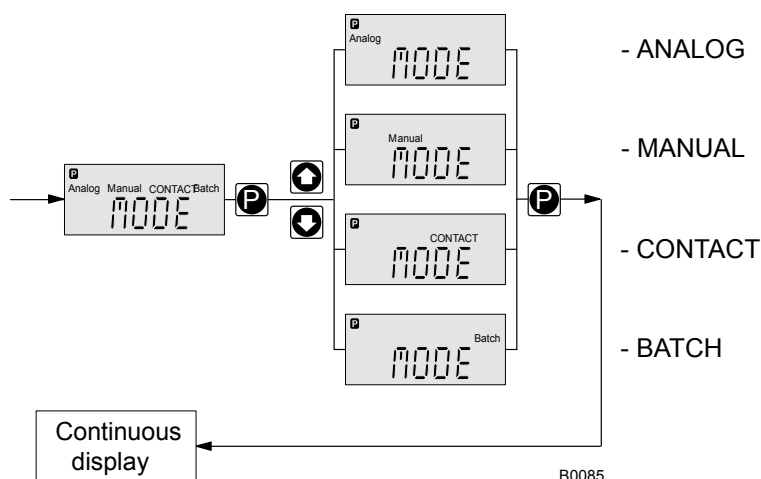 P
Analog
MODE
- ANALOG
P
Manual
MODE
- MANUAL
P
Analog Manual CONTACT Batch
MODE
P
P
P
CONTACT
MODE
- CONTACT
P
Batch
MODE
- BATCH
Continuous
display
B0085